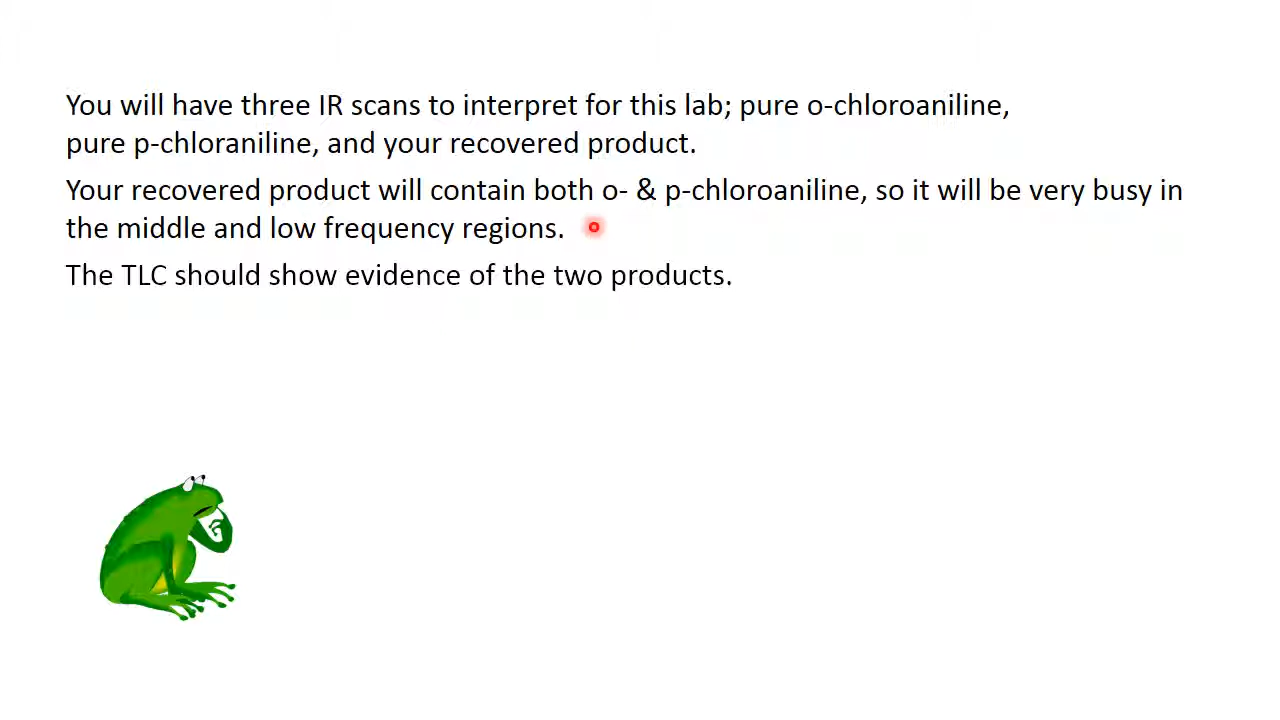 You will have three IR scans to interpret for this lab; pure o-chloroaniline,
pure p-chloraniline, and your recovered product.
Your recovered product will contain both o- & p-chloroaniline, so it will be very busy in
the middle and low frequency regions.
The TLC should show evidence of the two products.